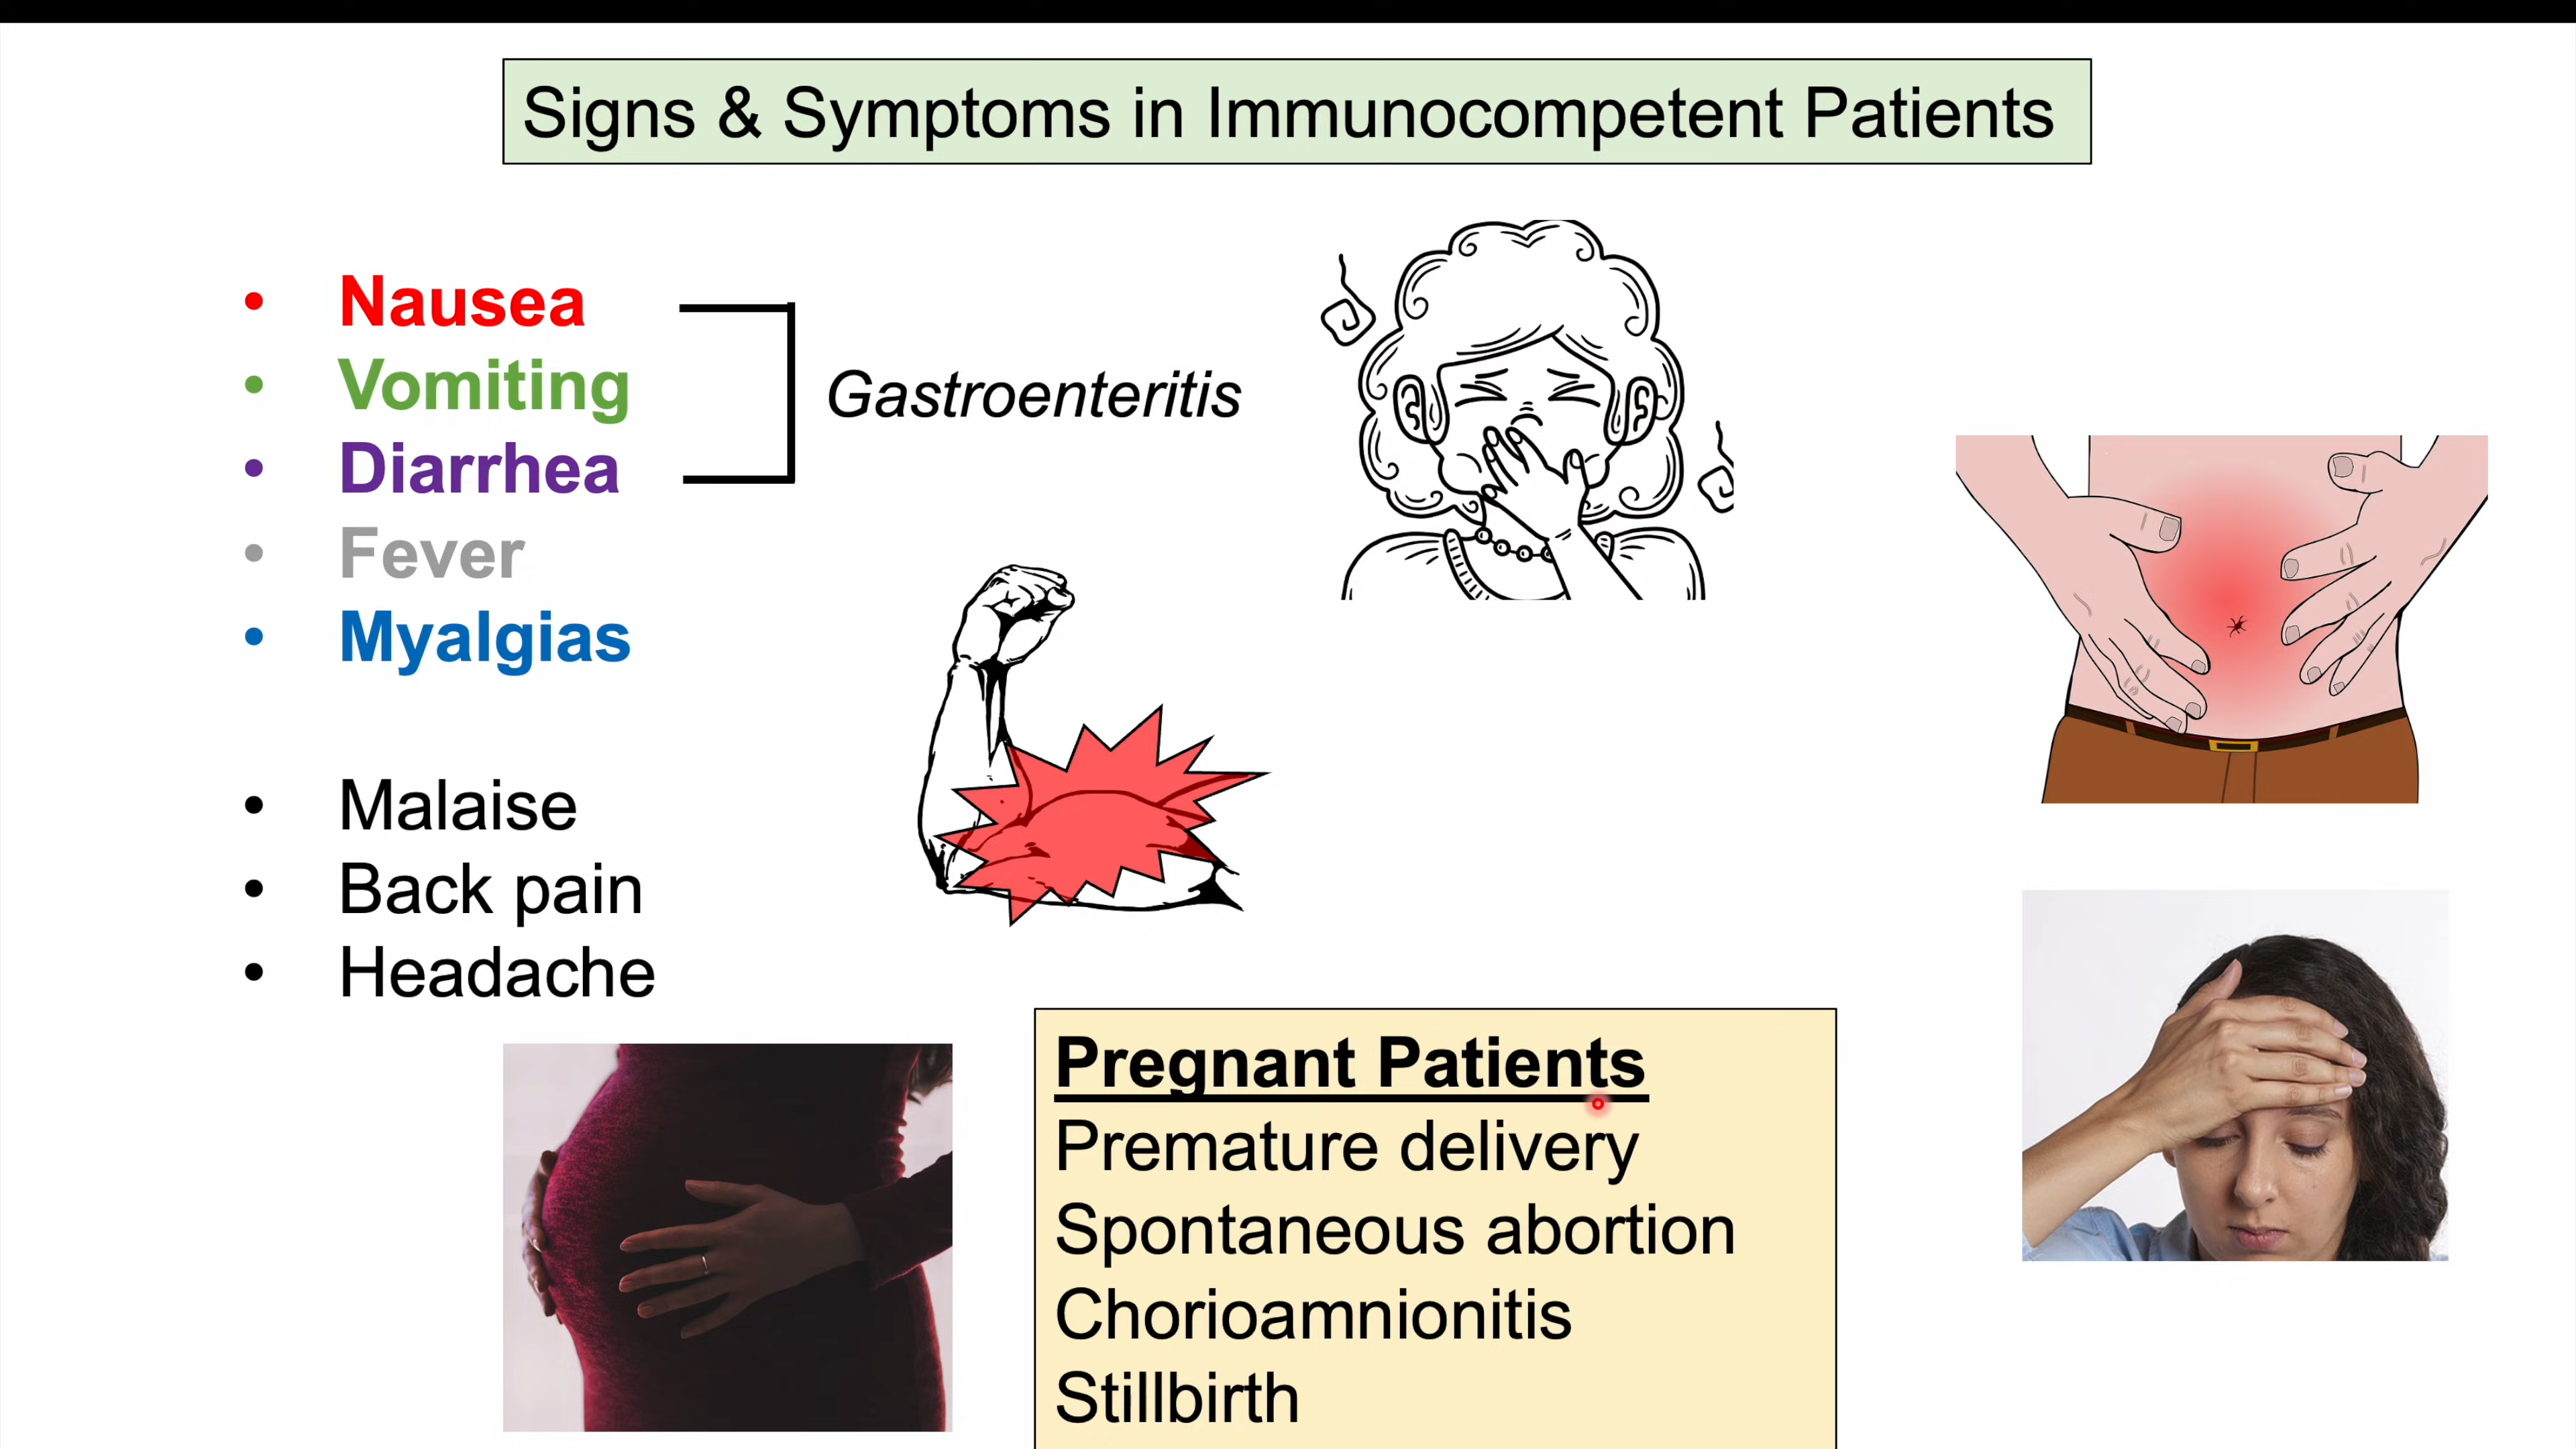 Signs & Symptoms in Immunocompetent Patients
• Nausea
• Vomiting
• Diarrhea
Gastroenteritis
• Fever
• Myalgias
• Malaise
• Back pain
• Headache
Pregnant Patients
Premature delivery
Spontaneous abortion
Chorioamnionitis
Stillbirth